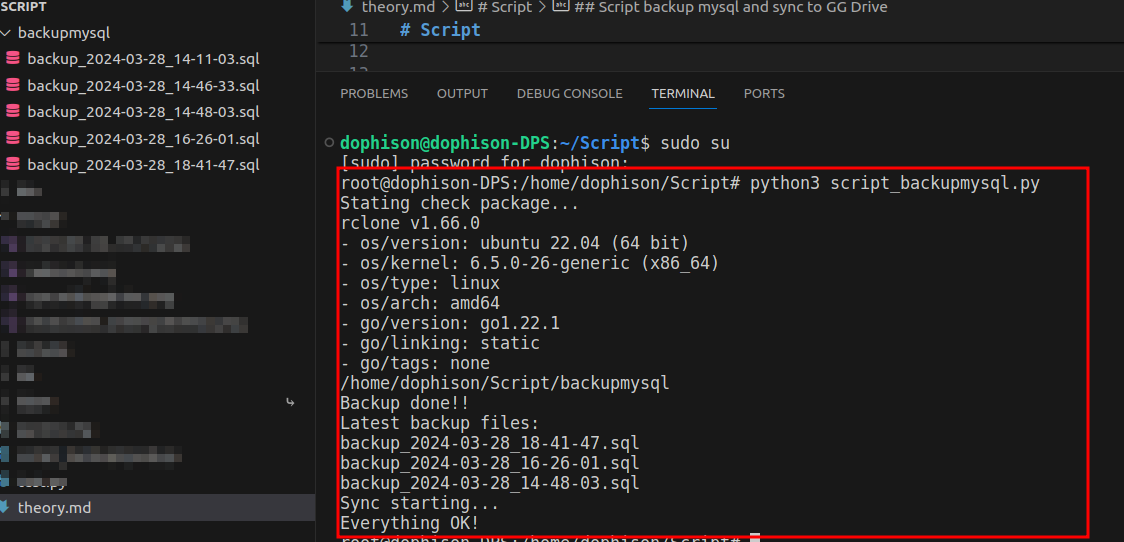 SCRIPT
backupmysql
backup_2024-03-28_14-11-03.sql
backup_2024-03-28_14-46-33.sql
backup_2024-03-28_14-48-03.sql
backup_2024-03-28_16-26-01.sql
backup_2024-03-28_18-41-47.sql
theory.md
theory.md > # Script > ## Script backup mysql and sync to GG Drive
11 # Script
12
PROBLEMS OUTPUT DEBUG CONSOLE TERMINAL PORTS
dophison@dophison-DPS:~/Script$ sudo su
[sudo] password for dophison:
root@dophison-DPS:/home/dophison/Script# python3 script_backupmysql.py
Stating check package...
rclone v1.66.0
- os/version: ubuntu 22.04 (64 bit)
- os/kernel: 6.5.0-26-generic (x86_64)
- os/type: linux
- os/arch: amd64
- go/version: go1.22.1
- go/linking: static
- go/tags: none
/home/dophison/Script/backupmysql
Backup done!!
Latest backup files:
backup_2024-03-28_18-41-47.sql
backup_2024-03-28_16-26-01.sql
backup_2024-03-28_14-48-03.sql
Sync starting...
Everything OK!
root@dophison-DPS:/home/dophison/Script#